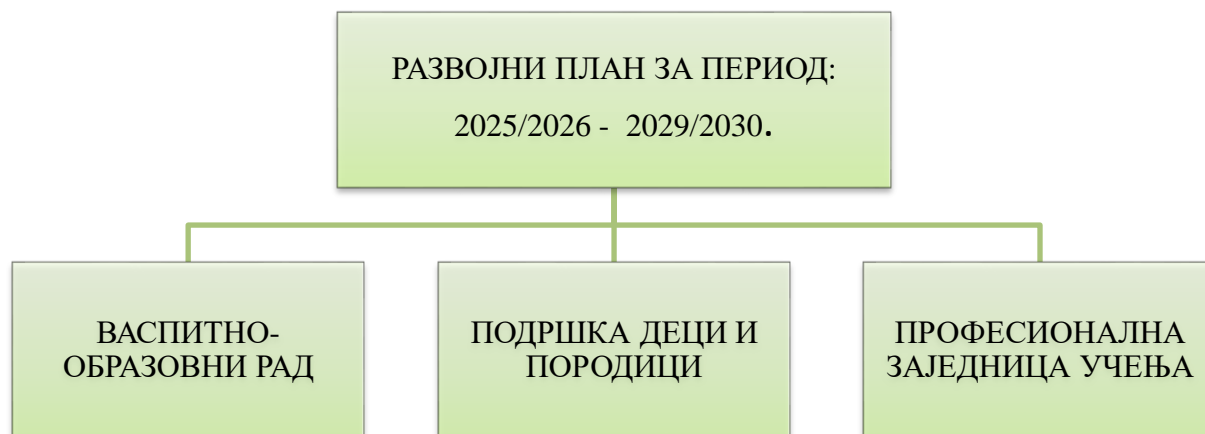 РАЗВОЈНИ ПЛАН ЗА ПЕРИОД:
2025/2026 - 2029/2030.
ВАСПИТНО-
ОБРАЗОВНИ РАД
ПОДРШКА ДЕЦИ И
ПОРОДИЦИ
ПРОФЕСИОНАЛНА
ЗАЈЕДНИЦА УЧЕЊА